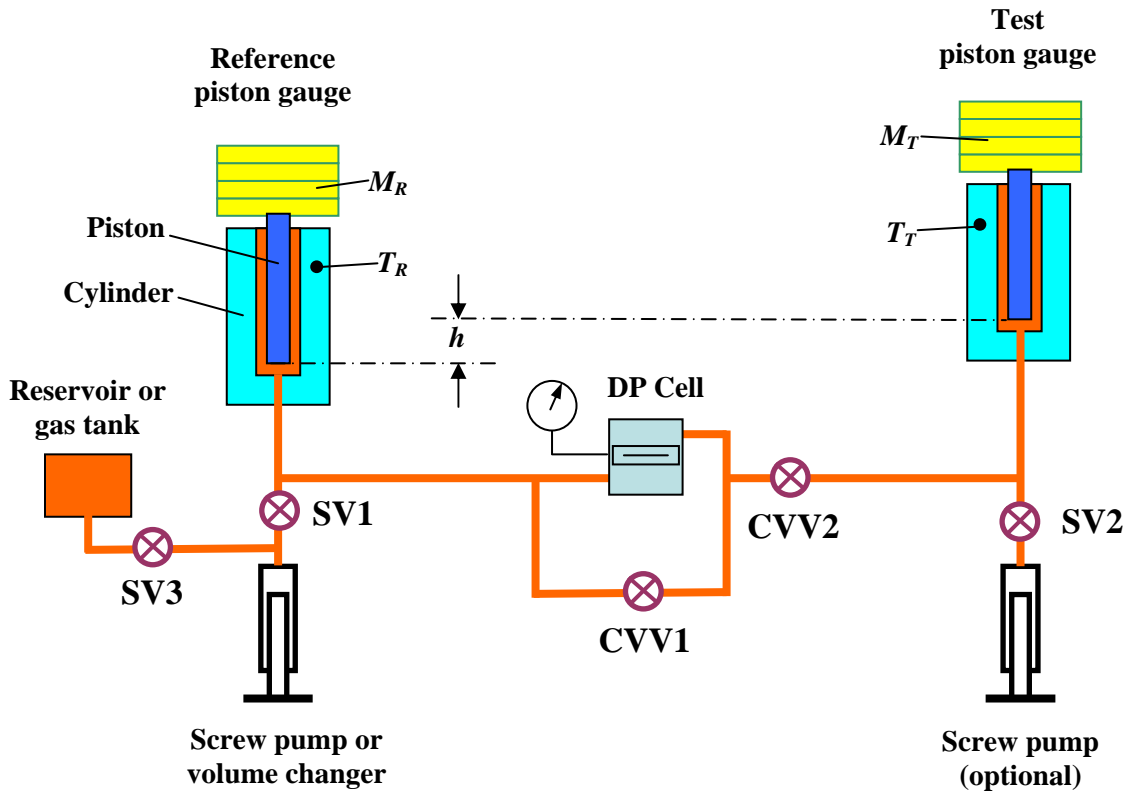 Reference
piston gauge
Test
piston gauge
M_R
M_T
Piston
T_R
T_T
Cylinder
h
Reservoir or
gas tank
DP Cell
SV1
CVV2
SV2
SV3
CVV1
Screw pump or
volume changer
Screw pump
(optional)